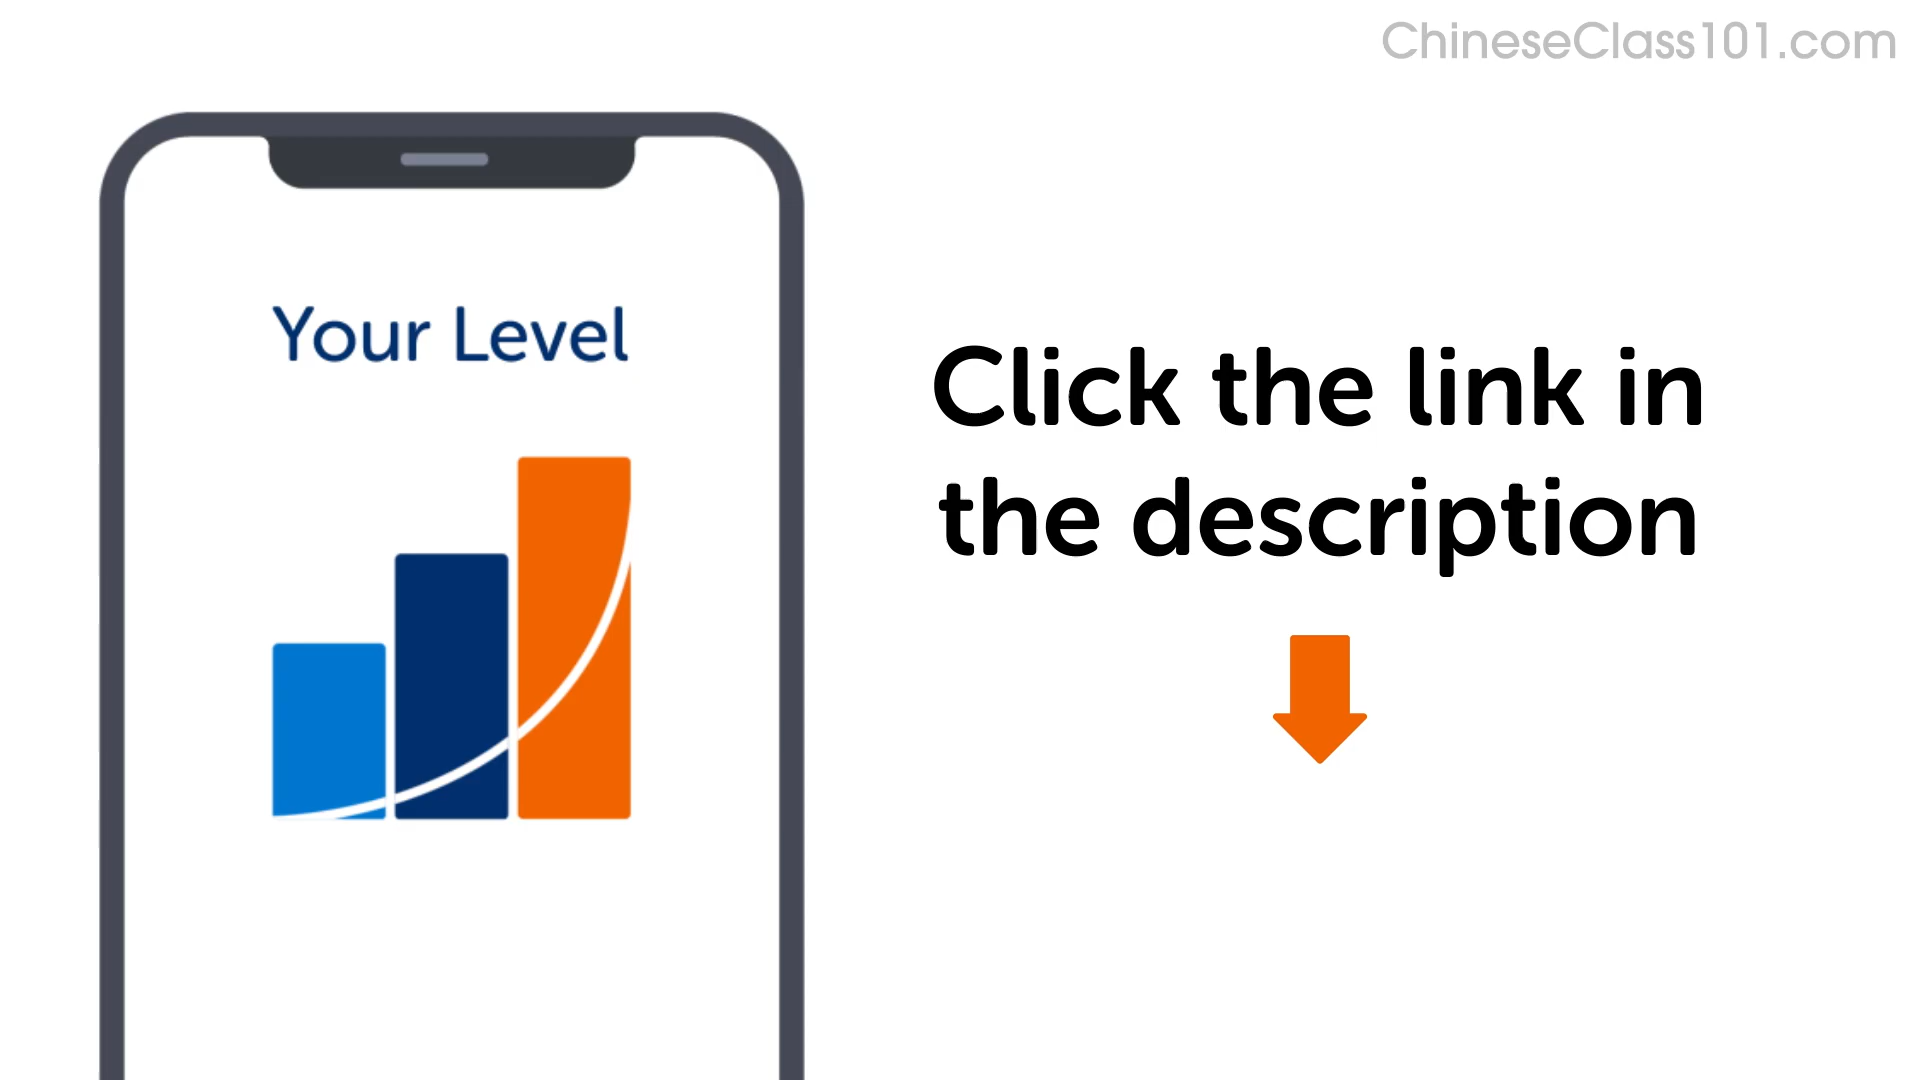 ChineseClass101.com
Your Level
Click the link in
the description